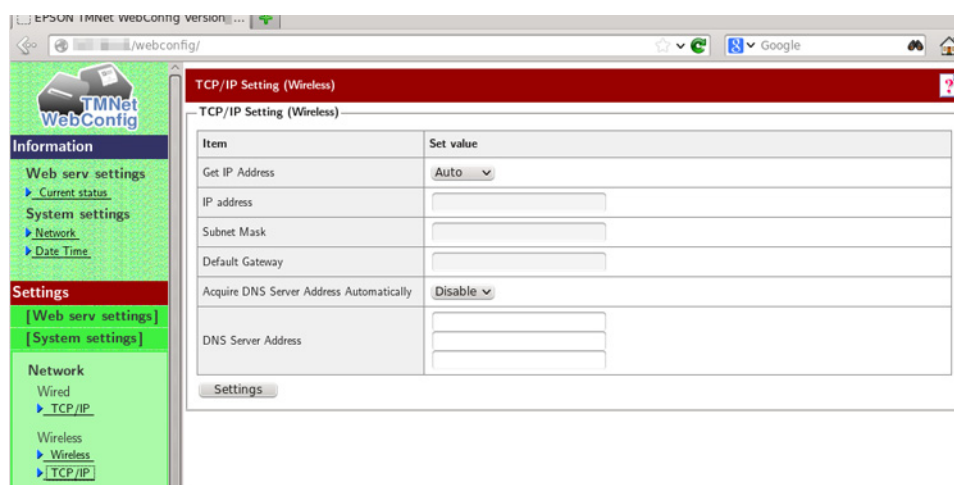 EPSON TMNet WebConfig Version ...
/webconfig/
Google
TMNet
WebConfig
Information
Web serv settings
Current status
System settings
Network
Date Time
Settings
[Web serv settings]
[System settings]
Network
Wired
TCP/IP
Wireless
Wireless
TCP/IP
TCP/IP Setting (Wireless)
?
TCP/IP Setting (Wireless)
Item Set value
Get IP Address Auto
IP address
Subnet Mask
Default Gateway
Acquire DNS Server Address Automatically Disable
DNS Server Address
Settings